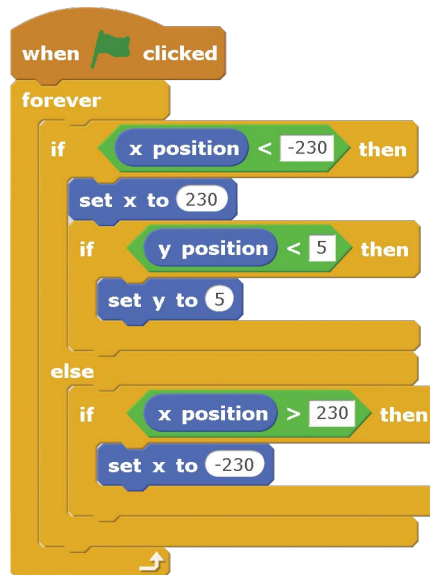 when clicked
forever
if x position < -230 then
set x to 230
if y position < 5 then
set y to 5
else
if x position > 230 then
set x to -230